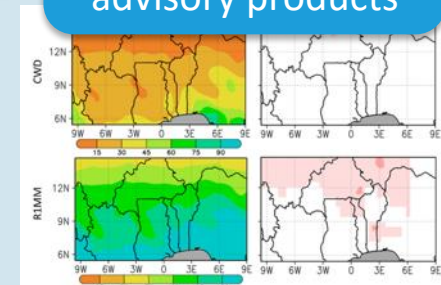 advisory products
CWD
12N
9N
6N
9W 6W 3W 0 3E 6E 9E 9W 6W 3W 0 3E 6E 9E
15 30 45 60 75 90
R1MM
12N
9N
6N
9W 6W 3W 0 3E 6E 9E 9W 6W 3W 0 3E 6E 9E